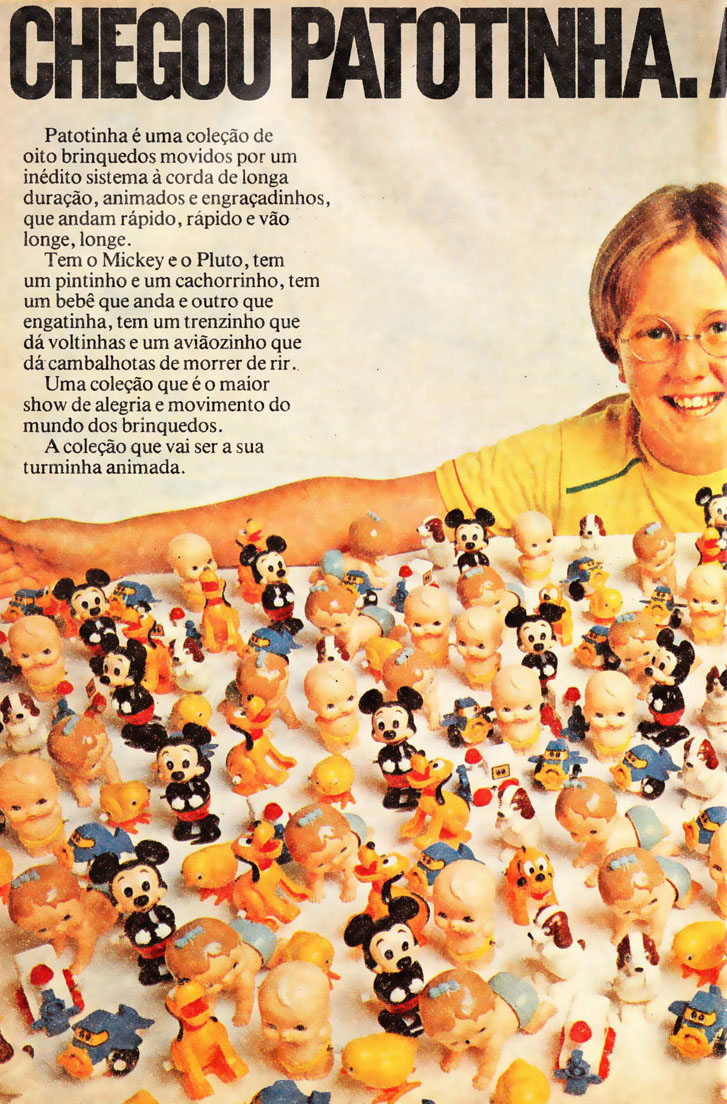 CHEGOU PATOTINHA. A
Patotinha é uma coleção de
oito brinquedos movidos por um
inédito sistema à corda de longa
duração, animados e engraçadinhos,
que andam rápido, rápido e vão
longe, longe.
Tem o Mickey e o Pluto, tem
um pintinho e um cachorrinho, tem
um bebê que anda e outro que
engatinha, tem um trenzinho que
dá voltinhas e um aviãozinho que
dá cambalhotas de morrer de rir.
Uma coleção que é o maior
show de alegria e movimento do
mundo dos brinquedos.
A coleção que vai ser a sua
turminha animada.